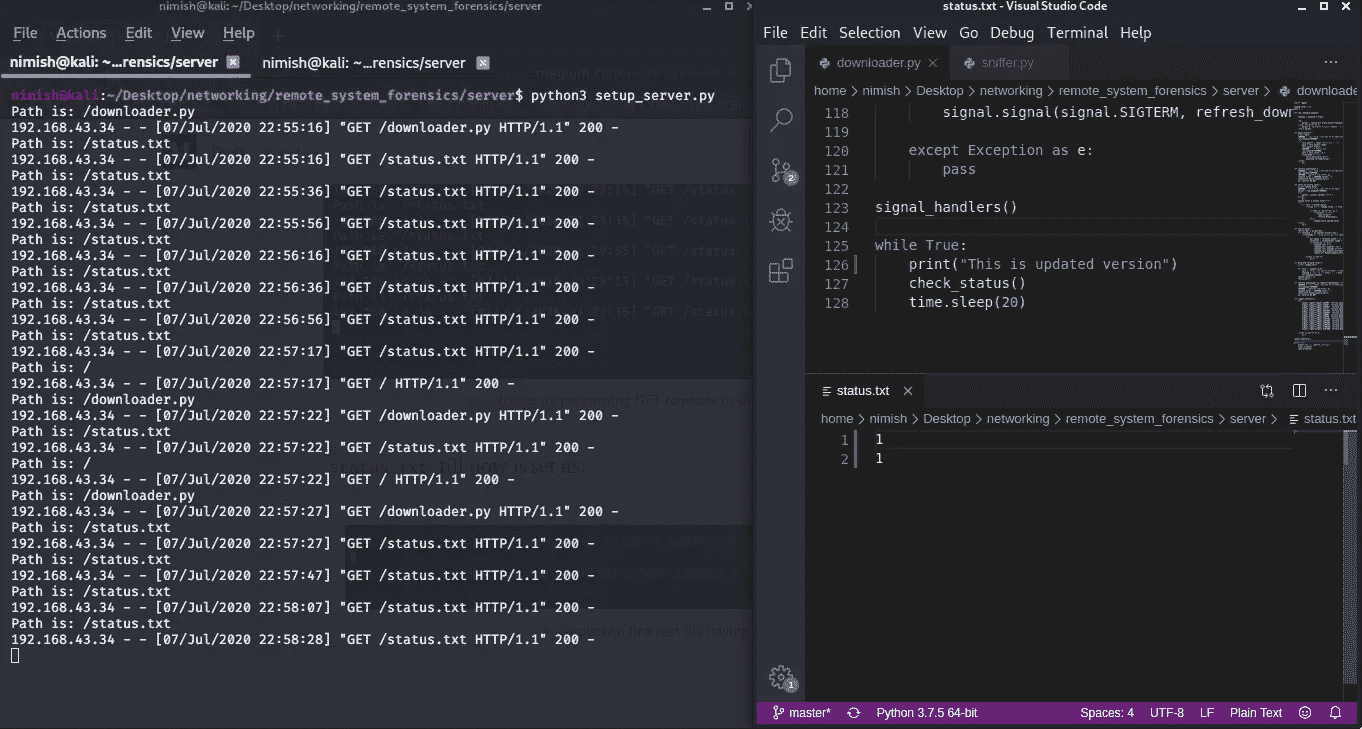 nimish@kali: ~/Desktop/networking/remote_system_forensics/server
File Actions Edit View Help
nimish@kali: ~...rensics/server
nimish@kali: ~...rensics/server
nimish@kali:~/Desktop/networking/remote_system_forensics/server$ python3 setup_server.py
Path is: /downloader.py
192.168.43.34 - - [07/Jul/2020 22:55:16] "GET /downloader.py HTTP/1.1" 200 -
Path is: /status.txt
192.168.43.34 - - [07/Jul/2020 22:55:16] "GET /status.txt HTTP/1.1" 200 -
Path is: /status.txt
192.168.43.34 - - [07/Jul/2020 22:55:36] "GET /status.txt HTTP/1.1" 200 -
Path is: /status.txt
192.168.43.34 - - [07/Jul/2020 22:55:56] "GET /status.txt HTTP/1.1" 200 -
Path is: /status.txt
192.168.43.34 - - [07/Jul/2020 22:56:16] "GET /status.txt HTTP/1.1" 200 -
Path is: /status.txt
192.168.43.34 - - [07/Jul/2020 22:56:36] "GET /status.txt HTTP/1.1" 200 -
Path is: /status.txt
192.168.43.34 - - [07/Jul/2020 22:56:56] "GET /status.txt HTTP/1.1" 200 -
Path is: /status.txt
192.168.43.34 - - [07/Jul/2020 22:57:17] "GET /status.txt HTTP/1.1" 200 -
Path is: /
192.168.43.34 - - [07/Jul/2020 22:57:17] "GET / HTTP/1.1" 200 -
Path is: /downloader.py
192.168.43.34 - - [07/Jul/2020 22:57:22] "GET /downloader.py HTTP/1.1" 200 -
Path is: /status.txt
192.168.43.34 - - [07/Jul/2020 22:57:22] "GET /status.txt HTTP/1.1" 200 -
Path is: /
192.168.43.34 - - [07/Jul/2020 22:57:22] "GET / HTTP/1.1" 200 -
Path is: /downloader.py
192.168.43.34 - - [07/Jul/2020 22:57:27] "GET /downloader.py HTTP/1.1" 200 -
Path is: /status.txt
192.168.43.34 - - [07/Jul/2020 22:57:27] "GET /status.txt HTTP/1.1" 200 -
Path is: /status.txt
192.168.43.34 - - [07/Jul/2020 22:57:47] "GET /status.txt HTTP/1.1" 200 -
Path is: /status.txt
192.168.43.34 - - [07/Jul/2020 22:58:07] "GET /status.txt HTTP/1.1" 200 -
Path is: /status.txt
192.168.43.34 - - [07/Jul/2020 22:58:28] "GET /status.txt HTTP/1.1" 200 -
status.txt - Visual Studio Code
File Edit Selection View Go Debug Terminal Help
downloader.py sniffer.py
home > nimish > Desktop > networking > remote_system_forensics > server > downloade
118 signal.signal(signal.SIGTERM, refresh_dow
119
120 except Exception as e:
121 pass
122
123 signal_handlers()
124
125 while True:
126 print("This is updated version")
127 check_status()
128 time.sleep(20)
status.txt
home > nimish > Desktop > networking > remote_system_forensics > server > status.txt
1 1
2 1
master* Python 3.7.5 64-bit Spaces: 4 UTF-8 LF Plain Text